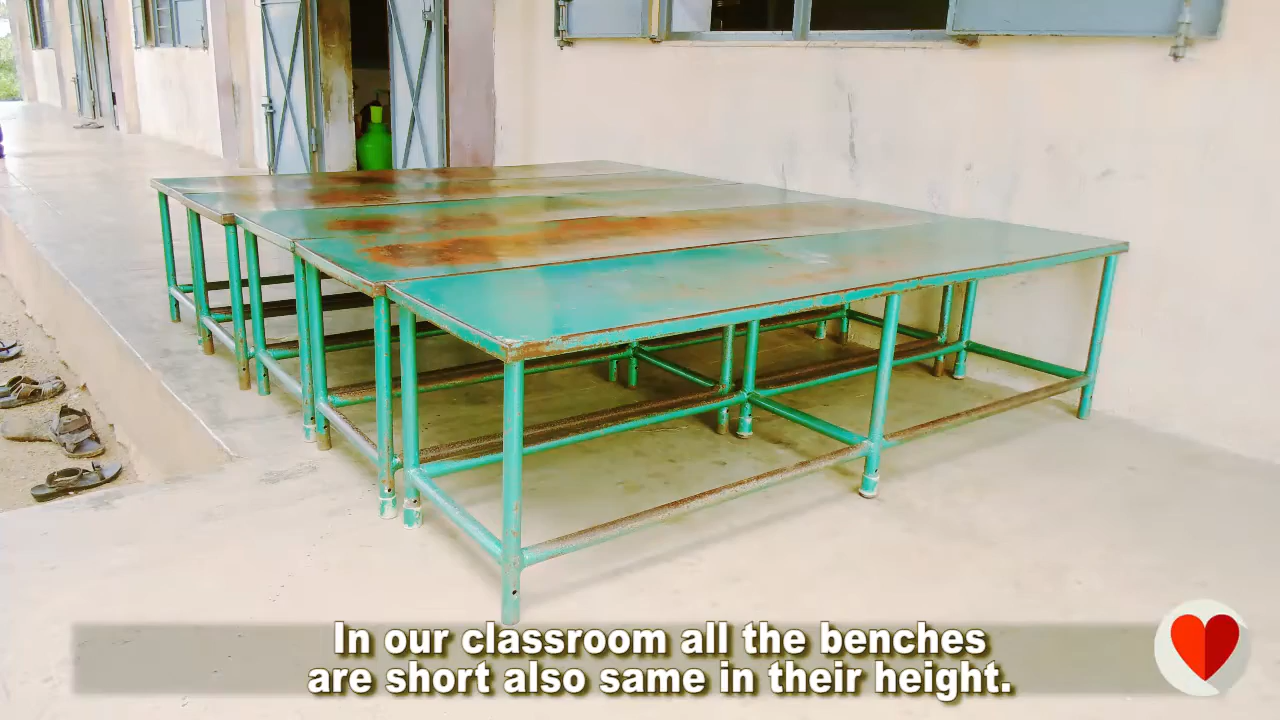 In our classroom all the benches
are short also same in their height.